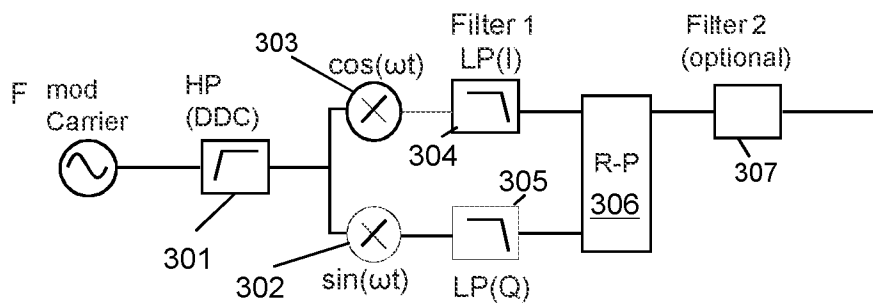 Filter 1
LP(I)
Filter 2
(optional)
303
cos(ωt)
F mod
Carrier
HP
(DDC)
304
307
305
R-P
306
301
302
sin(ωt)
LP(Q)